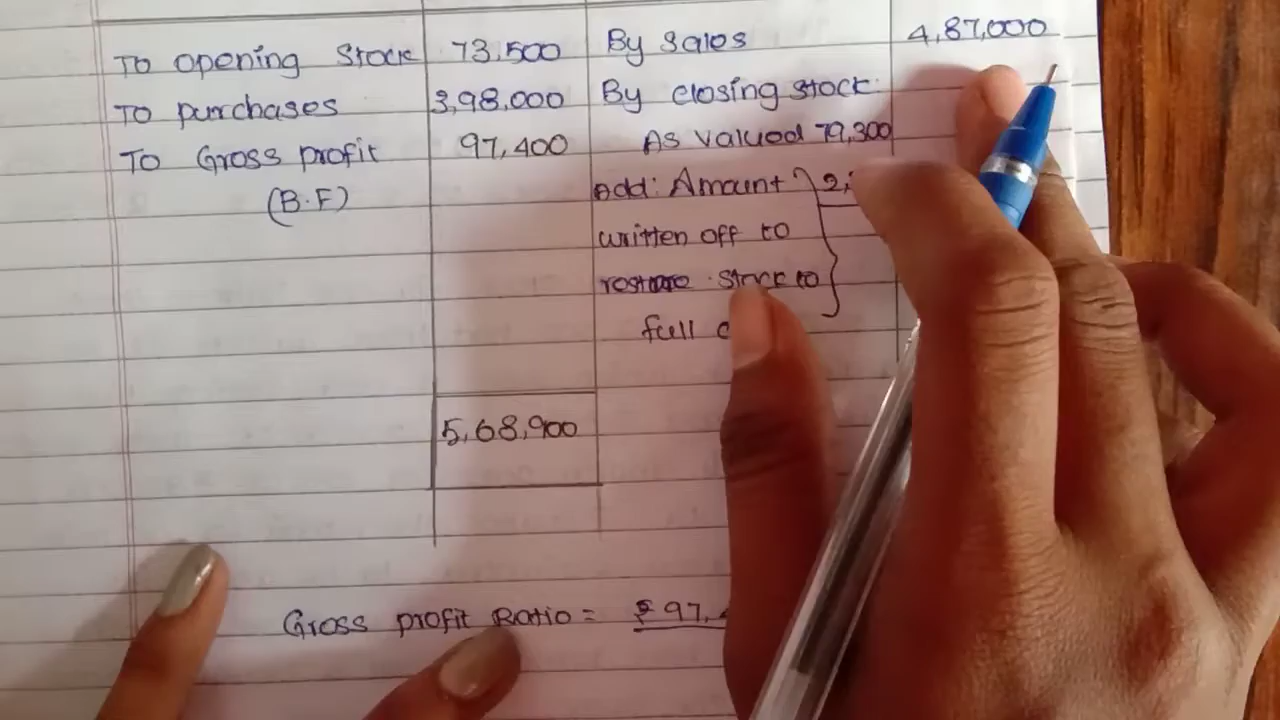 To opening Stock 73,500 By Sales 4,87,000
To purchases 3,98,000 By closing stock:
To Gross profit 97,400 As valued 79,300
(B.F) Add: Amount 2,
written off to
restore stock to
full
5,68,900
Gross profit Ratio = ₹ 97,